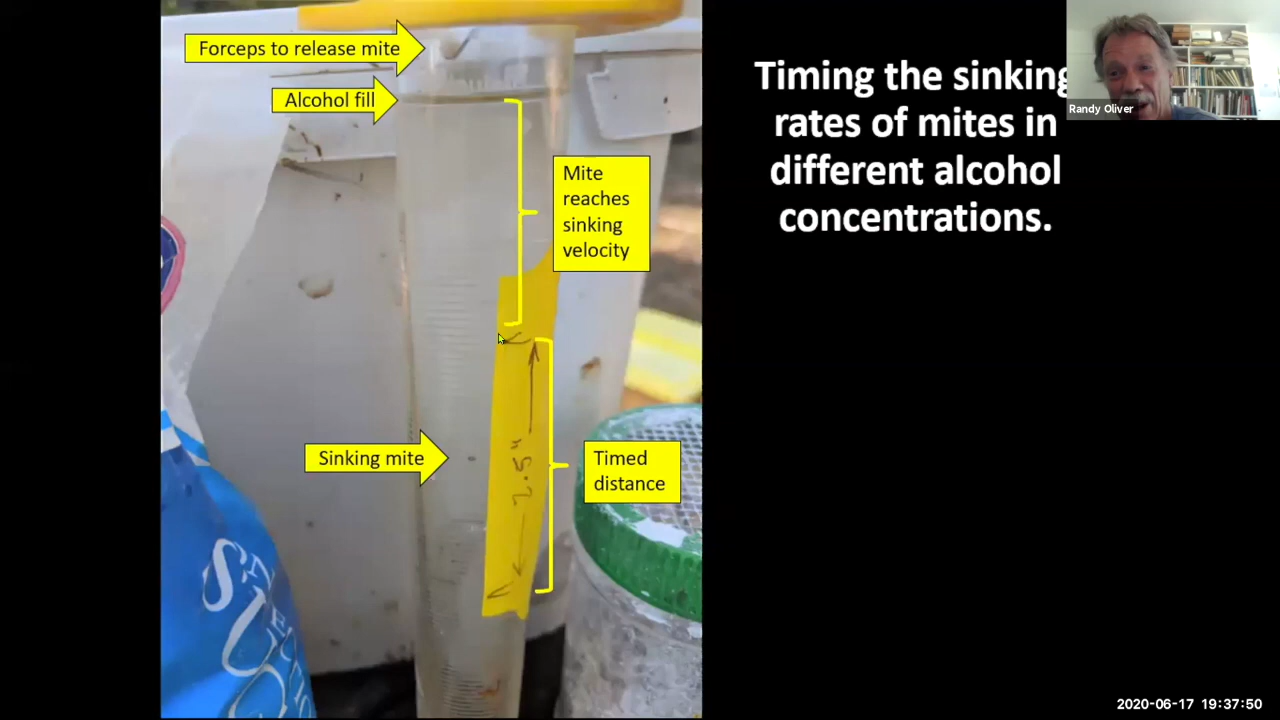 Forceps to release mite
Alcohol fill
Mite
reaches
sinking
velocity
Sinking mite
Timed
distance
2.5"
Timing the sinking
rates of mites in
different alcohol
concentrations.
Randy Oliver
2020-06-17 19:37:50